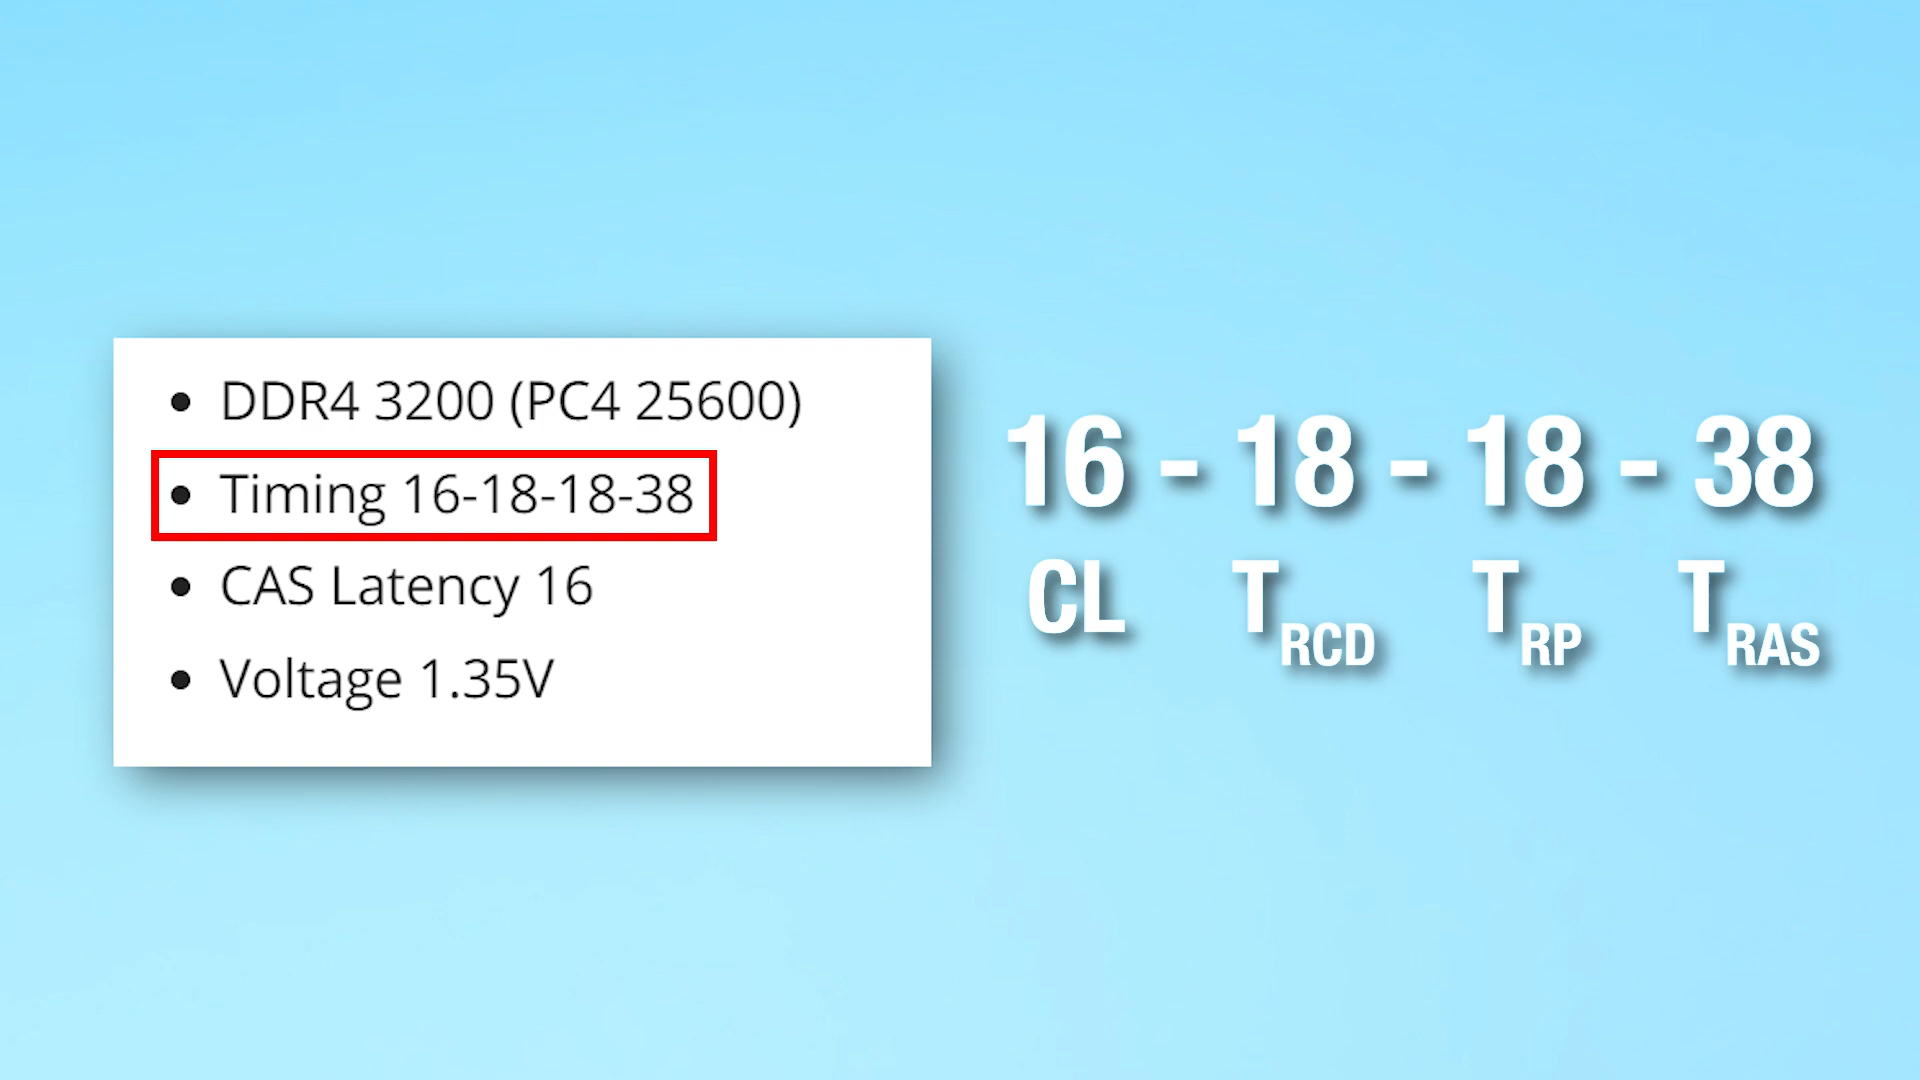 • DDR4 3200 (PC4 25600)
• Timing 16-18-18-38
• CAS Latency 16
• Voltage 1.35V
16 - 18 - 18 - 38
CL TRCD TRP TRAS